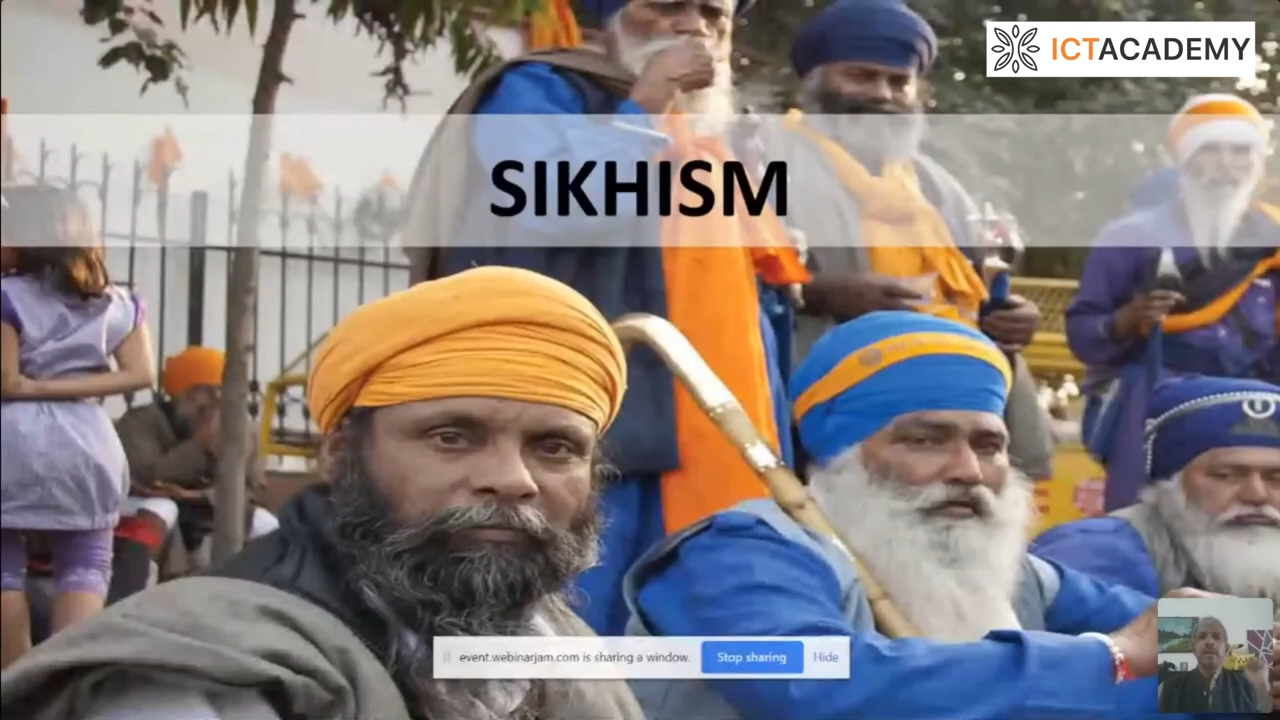 ICTACADEMY
SIKHISM
event.webinarjam.com is sharing a window.
Stop sharing
Hide